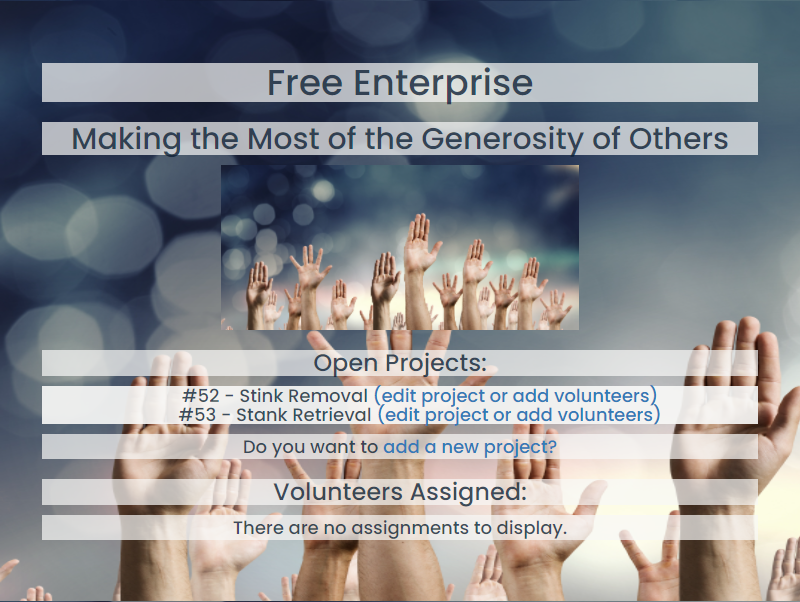 Free Enterprise
Making the Most of the Generosity of Others
Open Projects:
#52 - Stink Removal (edit project or add volunteers)
#53 - Stank Retrieval (edit project or add volunteers)
Do you want to add a new project?
Volunteers Assigned:
There are no assignments to display.